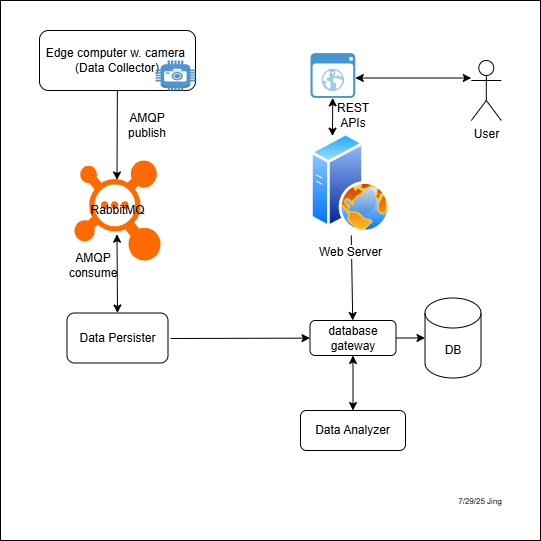 Edge computer w. camera
(Data Collector)
AMQP
publish
RabbitMQ
AMQP
consume
Data Persister
REST
APIs
User
Web Server
database
gateway
DB
Data Analyzer
7/29/25 Jing